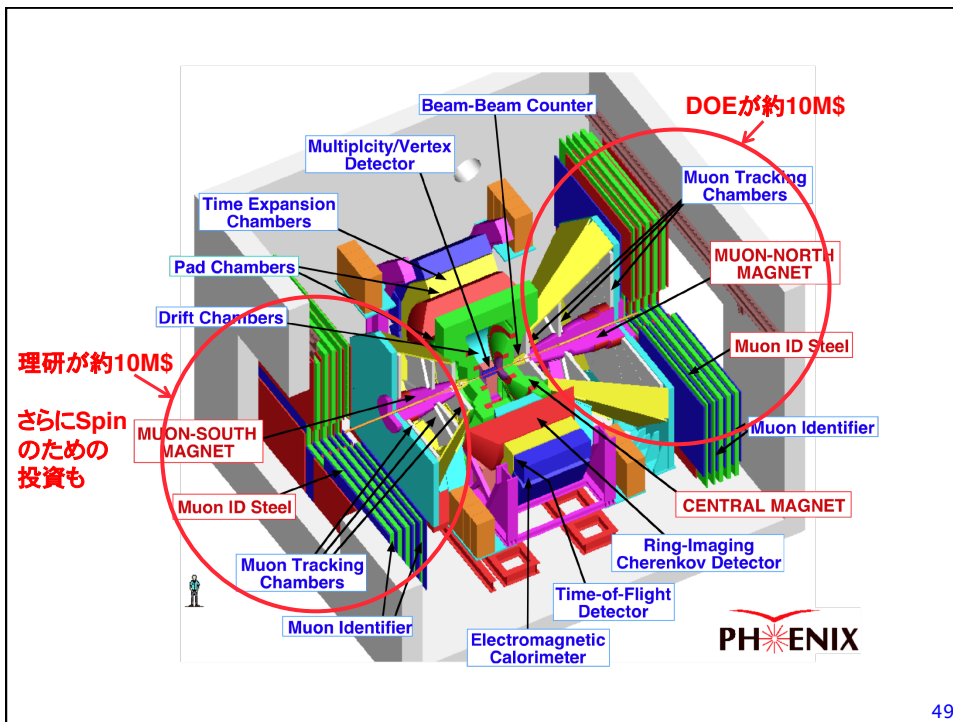 Beam-Beam Counter
DOEが約10M$
Multiplcity/Vertex
Detector
Muon Tracking
Chambers
Time Expansion
Chambers
MUON-NORTH
MAGNET
Pad Chambers
Drift Chambers
Muon ID Steel
理研が約10M$
さらにSpin
のための
投資も
MUON-SOUTH
MAGNET
Muon Identifier
Muon ID Steel
CENTRAL MAGNET
Ring-Imaging
Cherenkov Detector
Muon Tracking
Chambers
Time-of-Flight
Detector
Muon Identifier
Electromagnetic
Calorimeter
PHENIX
49